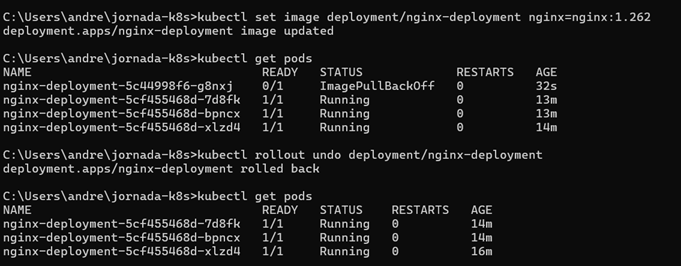 C:\Users\andre\jornada-k8s>kubectl set image deployment/nginx-deployment nginx=nginx:1.262
deployment.apps/nginx-deployment image updated
C:\Users\andre\jornada-k8s>kubectl get pods
NAME READY STATUS RESTARTS AGE
nginx-deployment-5c44998f6-g8nxj 0/1 ImagePullBackOff 0 32s
nginx-deployment-5cf455468d-7d8fk 1/1 Running 0 13m
nginx-deployment-5cf455468d-bpncx 1/1 Running 0 13m
nginx-deployment-5cf455468d-xlzd4 1/1 Running 0 14m
C:\Users\andre\jornada-k8s>kubectl rollout undo deployment/nginx-deployment
deployment.apps/nginx-deployment rolled back
C:\Users\andre\jornada-k8s>kubectl get pods
NAME READY STATUS RESTARTS AGE
nginx-deployment-5cf455468d-7d8fk 1/1 Running 0 14m
nginx-deployment-5cf455468d-bpncx 1/1 Running 0 14m
nginx-deployment-5cf455468d-xlzd4 1/1 Running 0 16m